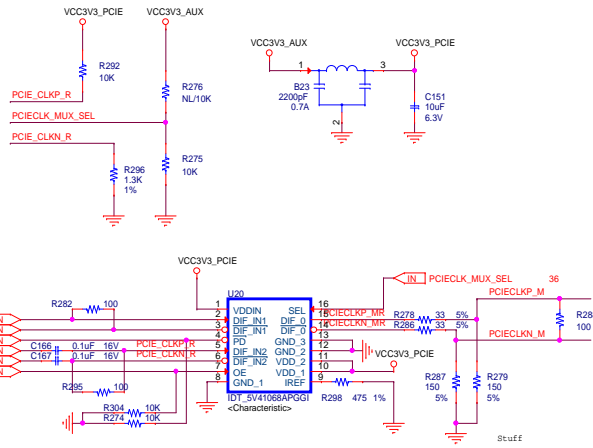 VCC3V3_PCIE
VCC3V3_AUX
R292
10K
PCIE_CLKP_R
PCIECLK_MUX_SEL
PCIE_CLKN_R
R276
NL/10K
R296
1.3K
1%
R275
10K
VCC3V3_AUX
VCC3V3_PCIE
1
3
B23
2200pF
0.7A
2
C151
10uF
6.3V
VCC3V3_PCIE
U20
R282
100
1
2
3
4
5
6
7
8
VDDIN
DIF_IN1
DIF_IN1
PD
DIF_IN2
DIF_IN2
OE
GND_1
SEL
DIF_0
DIF_0
GND_3
GND_2
VDD_2
VDD_1
IREF
16
15
14
13
12
11
10
9
IN
PCIECLK_MUX_SEL
36
PCIECLKP_MR
PCIECLKN_MR
R278
33
5%
R286
33
5%
PCIECLKP_M
PCIECLKN_M
R28
100
C166
0.1uF
16V
PCIE_CLKP_R
C167
0.1uF
16V
PCIE_CLKN_R
VCC3V3_PCIE
R295
100
R304
10K
R274
10K
IDT_5V41068APGGI
<Characteristic>
R298
475
1%
R287
150
5%
R279
150
5%
Stuff